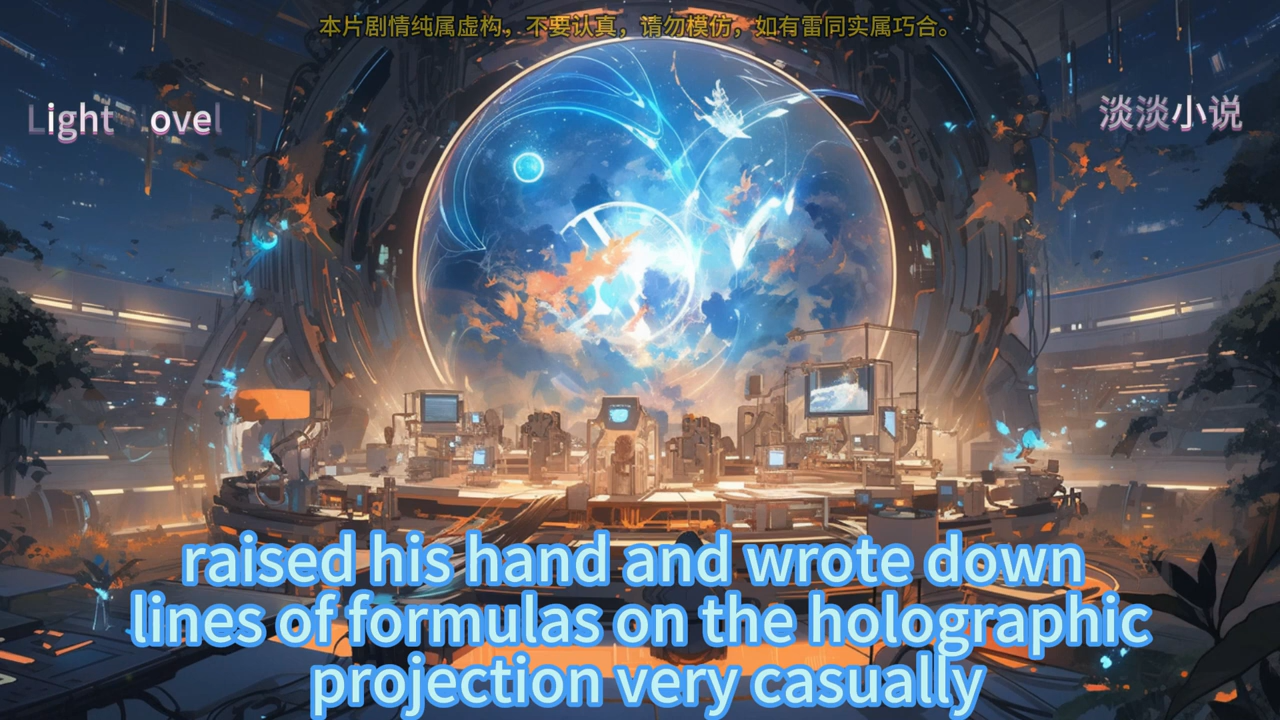 本片剧情纯属虚构，不要认真，请勿模仿，如有雷同实属巧合。
Light ovel
淡淡小说
raised his hand and wrote down
lines of formulas on the holographic
projection very casually